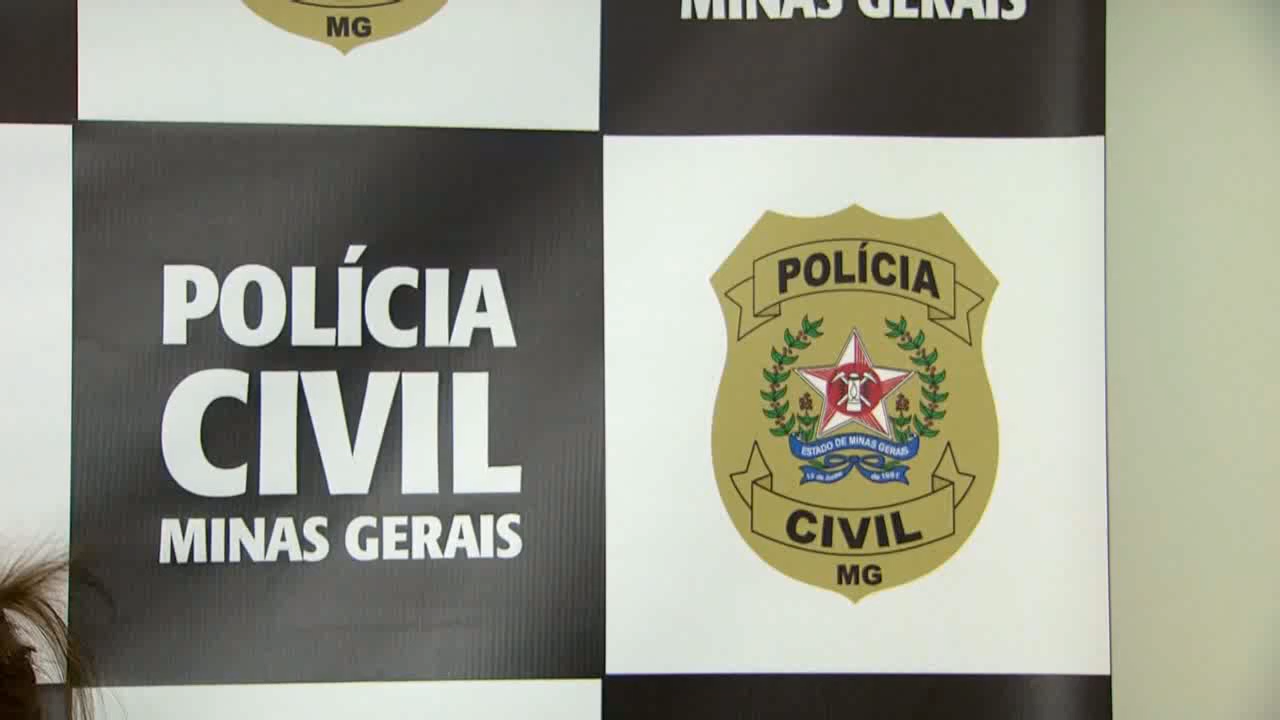 MG
MINAS GERAIS
POLÍCIA
CIVIL
MINAS GERAIS
POLÍCIA
ESTADO DE MINAS GERAIS
CIVIL
MG